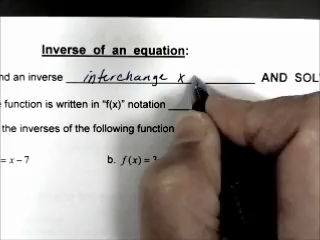 Inverse of an equation:
nd an inverse interchange x AND SOL
function is written in "f(x)" notation
the inverses of the following function
= x - 7 b. f(x) =